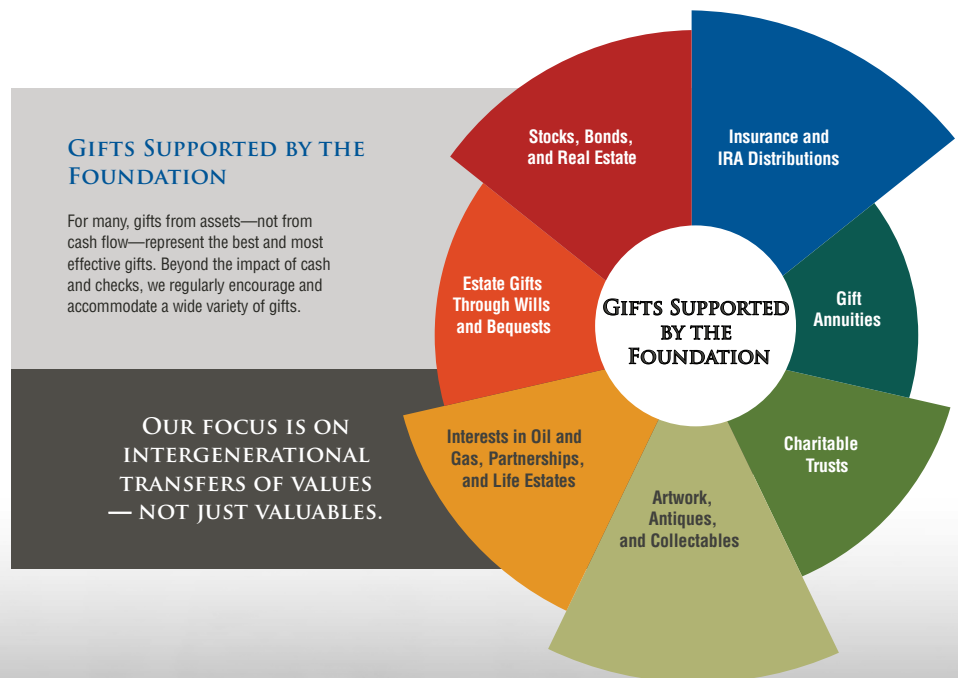 Gifts Supported by the
Foundation
For many, gifts from assets—not from
cash flow—represent the best and most
effective gifts. Beyond the impact of cash
and checks, we regularly encourage and
accommodate a wide variety of gifts.
Our focus is on
intergenerational
transfers of values
— not just valuables.
Stocks, Bonds,
and Real Estate
Insurance and
IRA Distributions
Estate Gifts
Through Wills
and Bequests
Gifts Supported
by the
Foundation
Gift
Annuities
Interests in Oil and
Gas, Partnerships,
and Life Estates
Charitable
Trusts
Artwork,
Antiques,
and Collectables